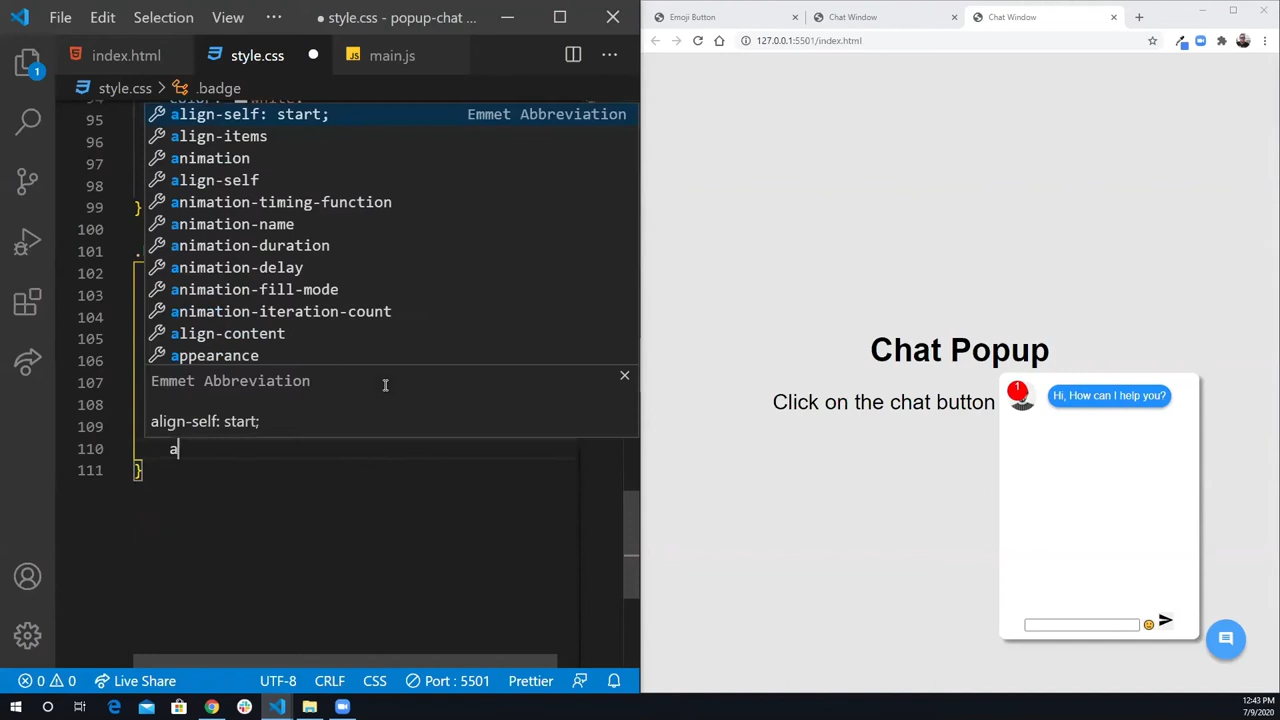 File Edit Selection View style.css - popup-chat ...
index.html style.css main.js
style.css .badge
align-self: start; Emmet Abbreviation
95
align-items
96
animation
97
align-self
98
animation-timing-function
99 }
animation-name
100
animation-duration
101 .
animation-delay
102
animation-fill-mode
103
animation-iteration-count
104
align-content
105
appearance
106
Emmet Abbreviation
107
108
align-self: start;
109
110 a
111 }
0 0 Live Share UTF-8 CRLF CSS Port : 5501 Prettier
1
Emoji Button
Chat Window
Chat Window
127.0.0.1:5501/index.html
Chat Popup
Click on the chat button
1
Hi, How can I help you?
12:43 PM
7/9/2020